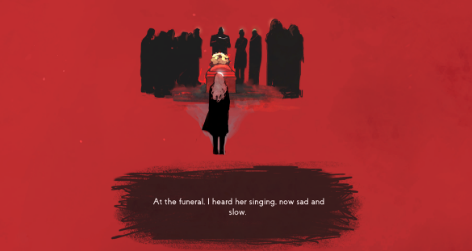 At the funeral, I heard her singing, now sad and
slow.